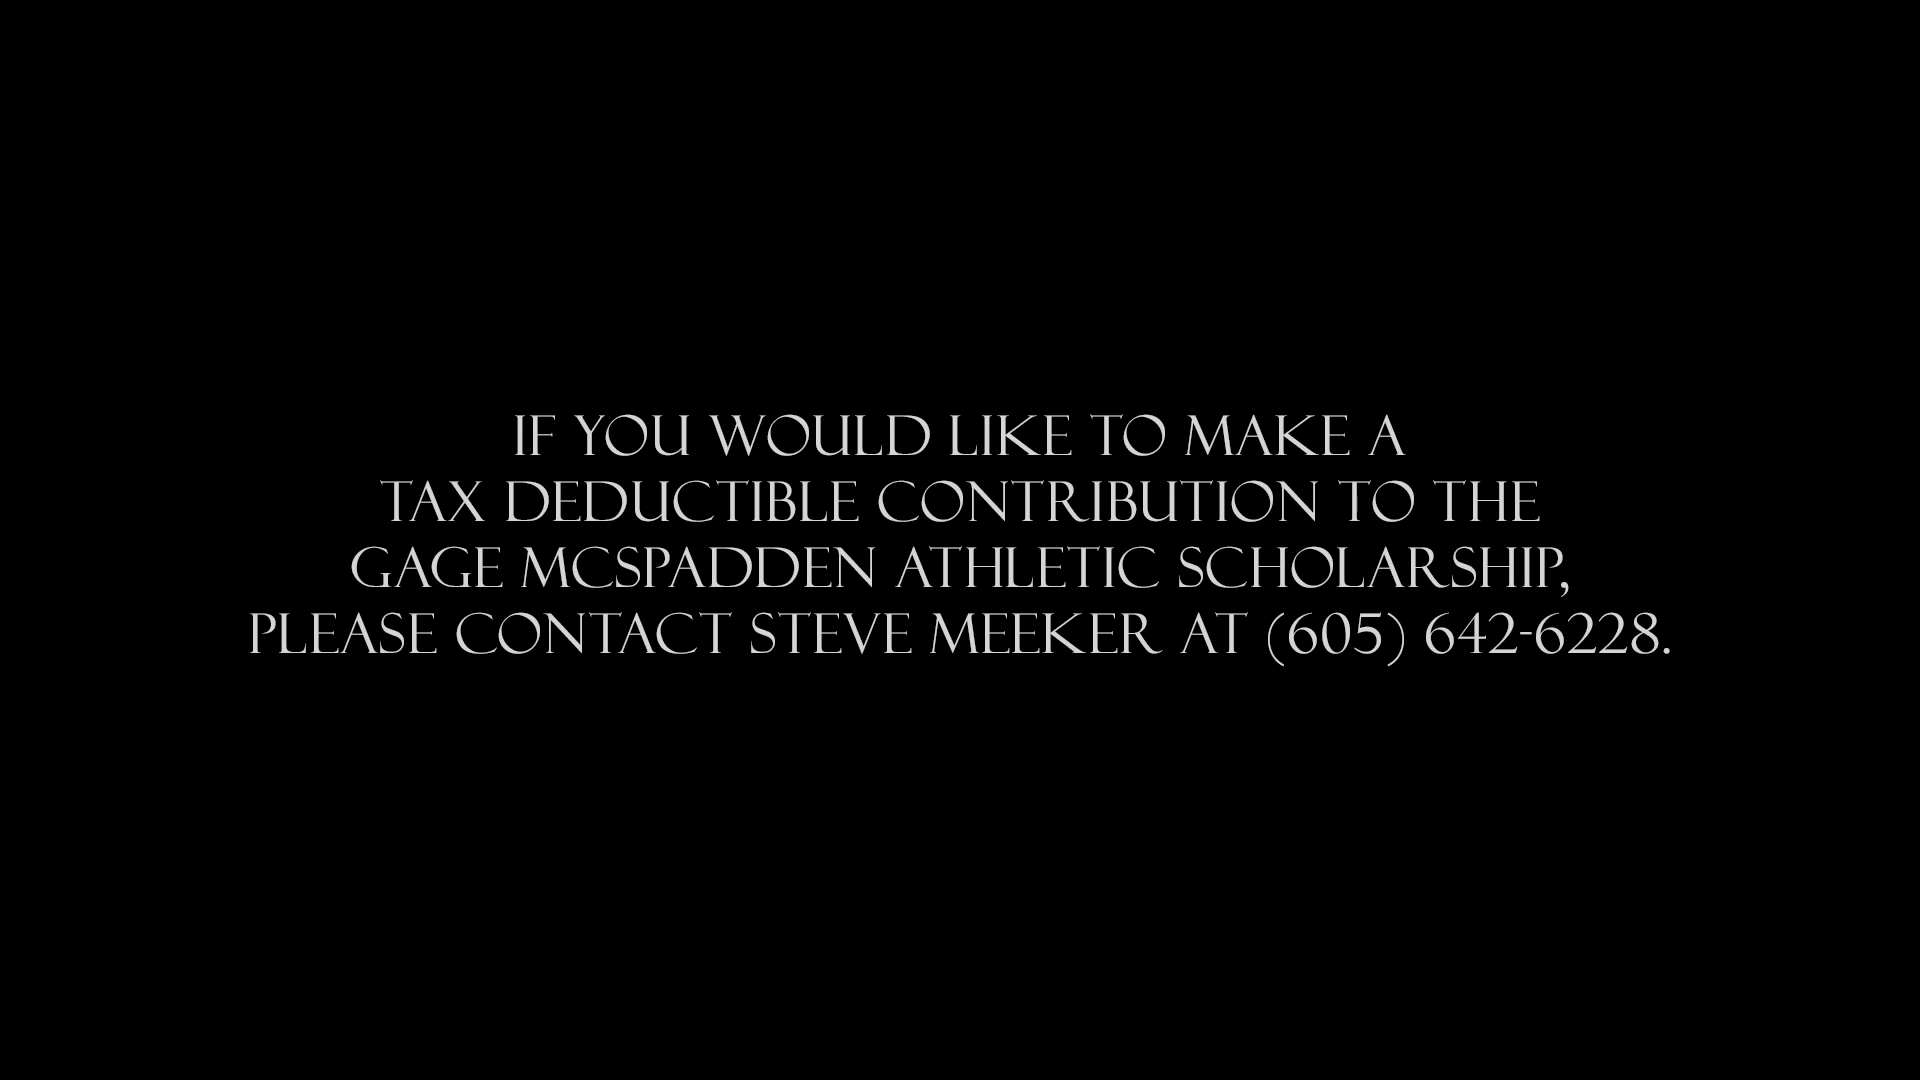 IF YOU WOULD LIKE TO MAKE A
TAX DEDUCTIBLE CONTRIBUTION TO THE
GAGE MCSPADDEN ATHLETIC SCHOLARSHIP,
PLEASE CONTACT STEVE MEEKER AT (605) 642-6228.